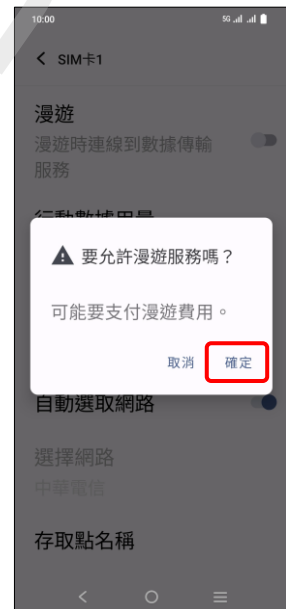 10:00
5G
SIM卡1
漫遊
漫遊時連線到數據傳輸
服務
行動數據用量
要允許漫遊服務嗎？
可能要支付漫遊費用。
取消 確定
自動選取網路
選擇網路
中華電信
存取點名稱